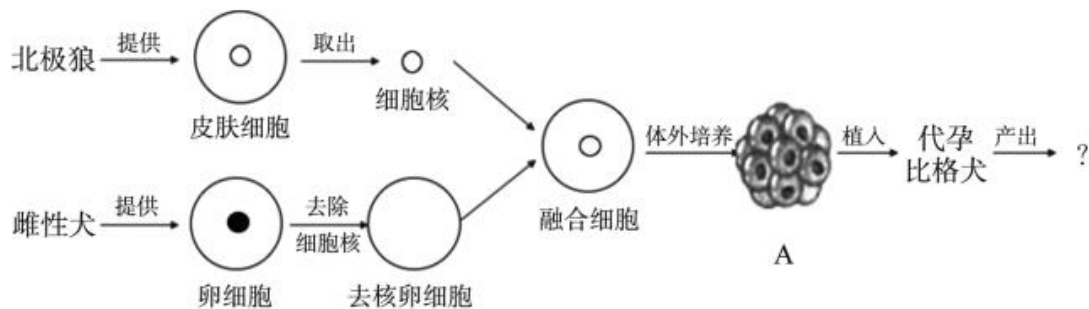 北极狼
提供
皮肤细胞
取出
细胞核
雌性犬
提供
卵细胞
去除
细胞核
去核卵细胞
融合细胞
体外培养
A
植入
代孕
比格犬
产出
?